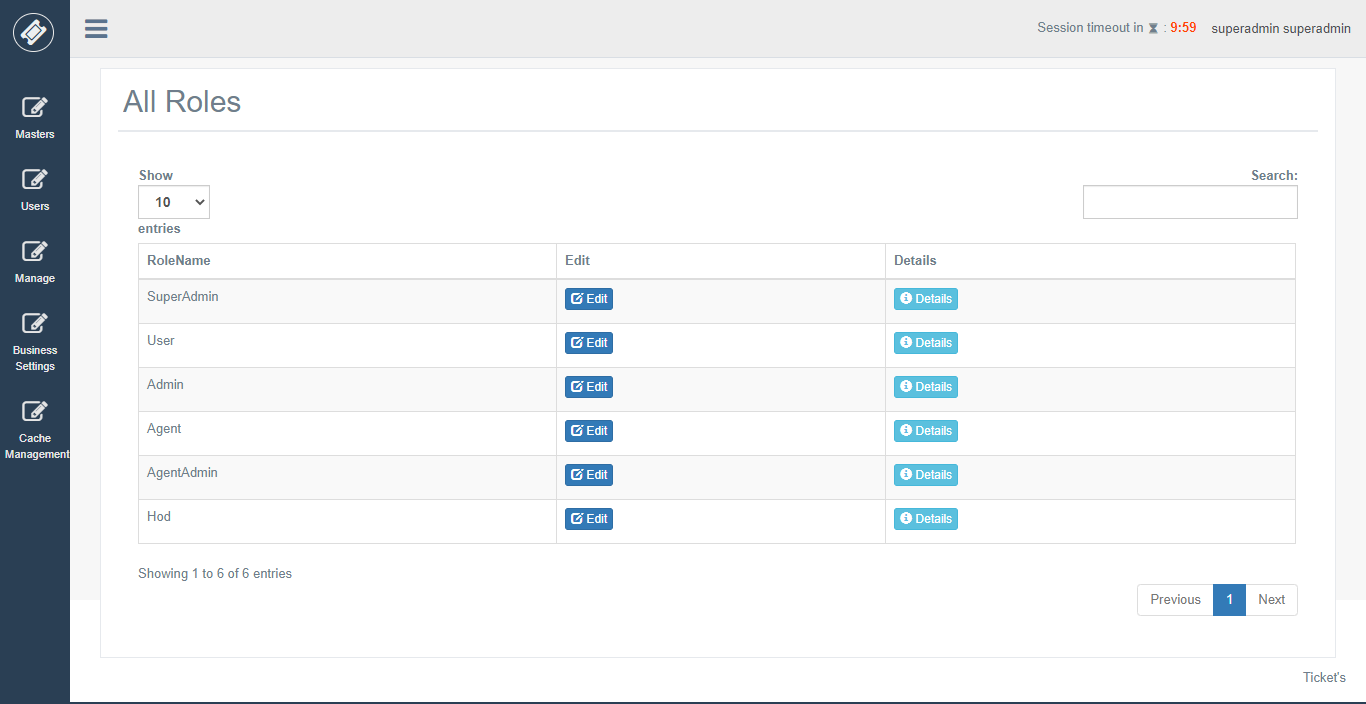 Session timeout in : 9:59 superadmin superadmin
Masters
Users
Manage
Business
Settings
Cache
Management
All Roles
Show
10
entries
Search:
RoleName Edit Details
SuperAdmin Edit Details
User Edit Details
Admin Edit Details
Agent Edit Details
AgentAdmin Edit Details
Hod Edit Details
Showing 1 to 6 of 6 entries
Previous 1 Next
Ticket's